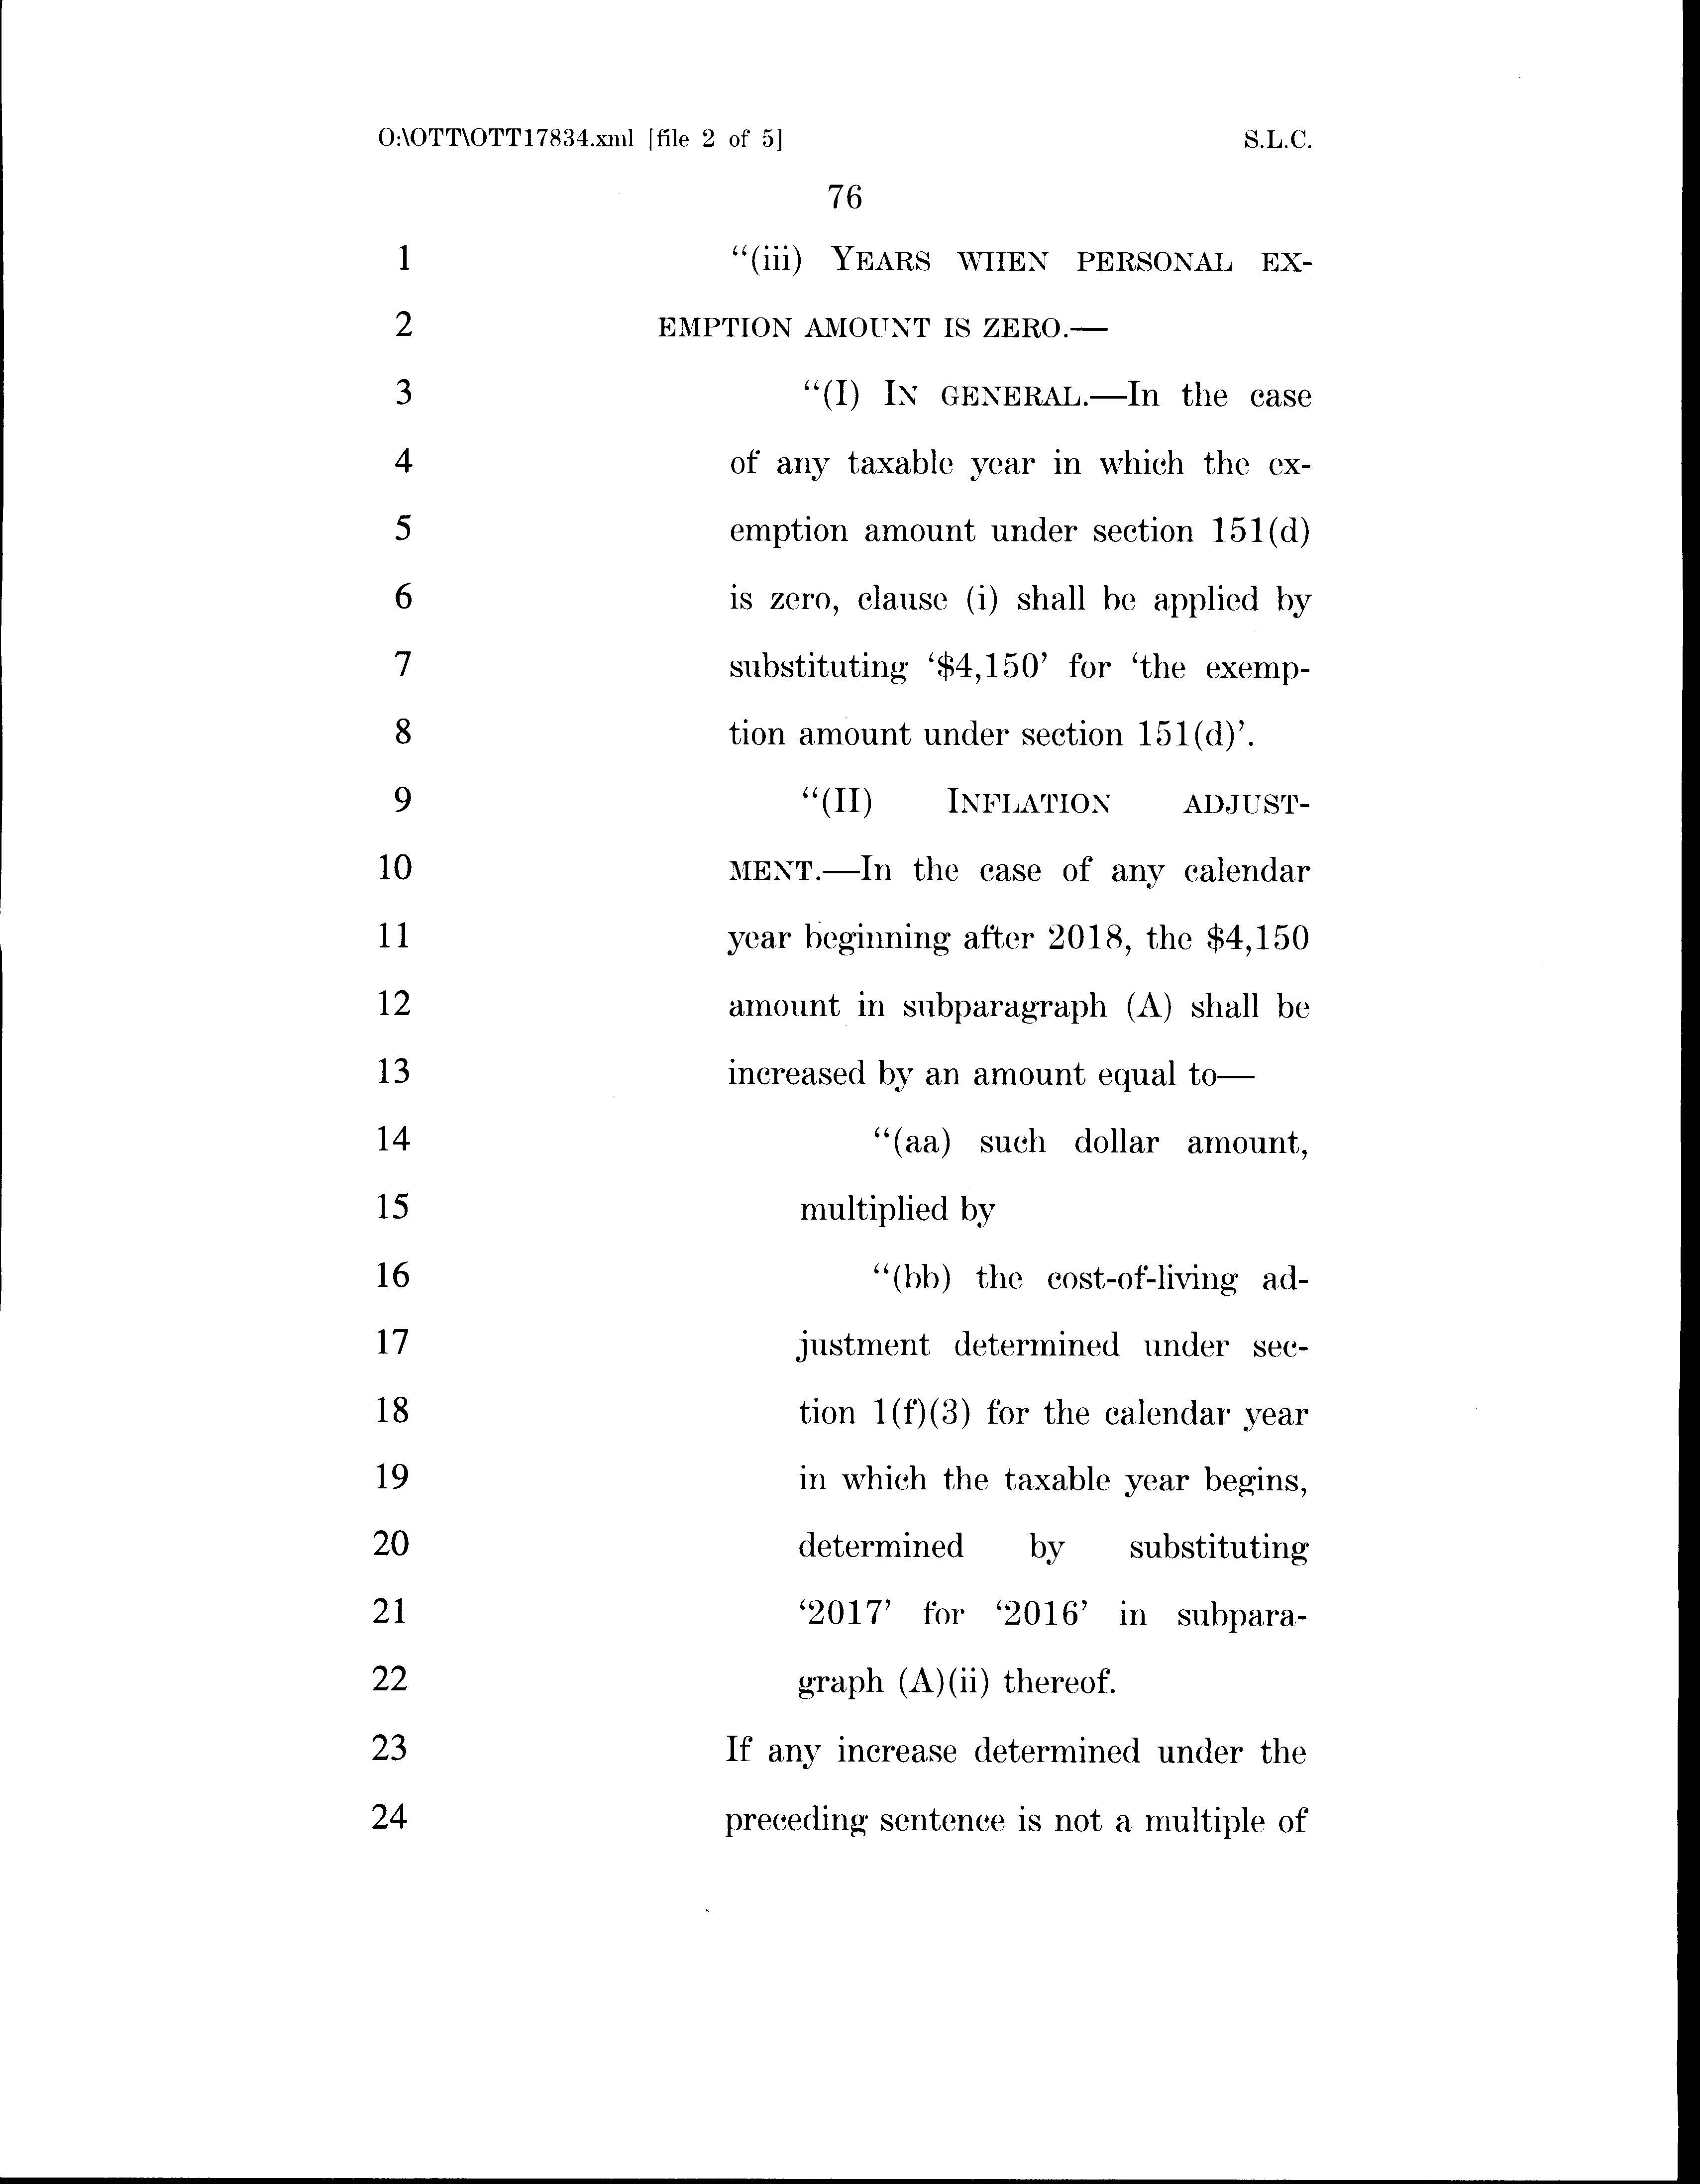 O:\OTT\OTT17834.xml [file 2 of 5] S.L.C.
76
1 “(iii) YEARS WHEN PERSONAL EX-
2 EMPTION AMOUNT IS ZERO.—
3 “(I) IN GENERAL.—In the case
4 of any taxable year in which the ex-
5 emption amount under section 151(d)
6 is zero, clause (i) shall be applied by
7 substituting ‘$4,150’ for ‘the exemp-
8 tion amount under section 151(d)’.
9 “(II) INFLATION ADJUST-
10 MENT.—In the case of any calendar
11 year beginning after 2018, the $4,150
12 amount in subparagraph (A) shall be
13 increased by an amount equal to—
14 “(aa) such dollar amount,
15 multiplied by
16 “(bb) the cost-of-living ad-
17 justment determined under sec-
18 tion 1(f)(3) for the calendar year
19 in which the taxable year begins,
20 determined by substituting
21 ‘2017’ for ‘2016’ in subpara-
22 graph (A)(ii) thereof.
23 If any increase determined under the
24 preceding sentence is not a multiple of